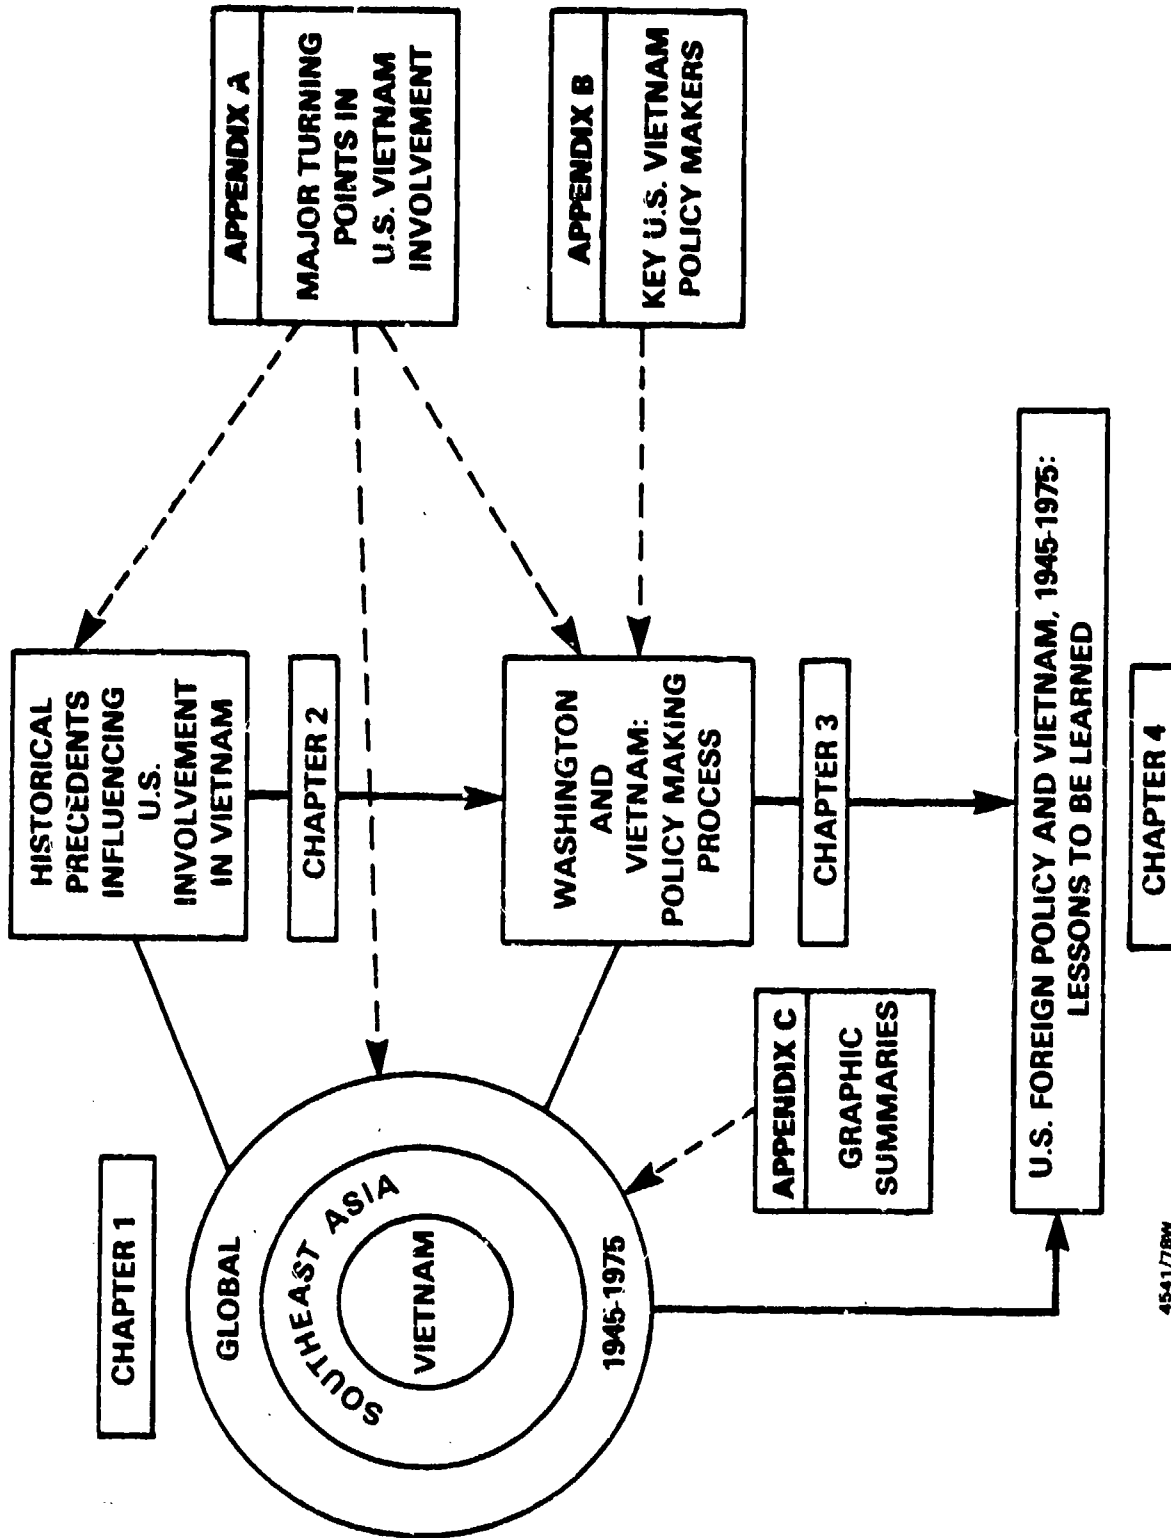 CHAPTER 1
GLOBAL
SOUTHEAST ASIA
VIETNAM
1945-1975
HISTORICAL
PRECEDENTS
INFLUENCING
U.S.
INVOLVEMENT
IN VIETNAM
CHAPTER 2
APPENDIX A
MAJOR TURNING
POINTS IN
U.S. VIETNAM
INVOLVEMENT
WASHINGTON
AND
VIETNAM:
POLICY MAKING
PROCESS
CHAPTER 3
APPENDIX B
KEY U.S. VIETNAM
POLICY MAKERS
APPENDIX C
GRAPHIC
SUMMARIES
U.S. FOREIGN POLICY AND VIETNAM, 1945-1975:
LESSONS TO BE LEARNED
CHAPTER 4
4541/78W